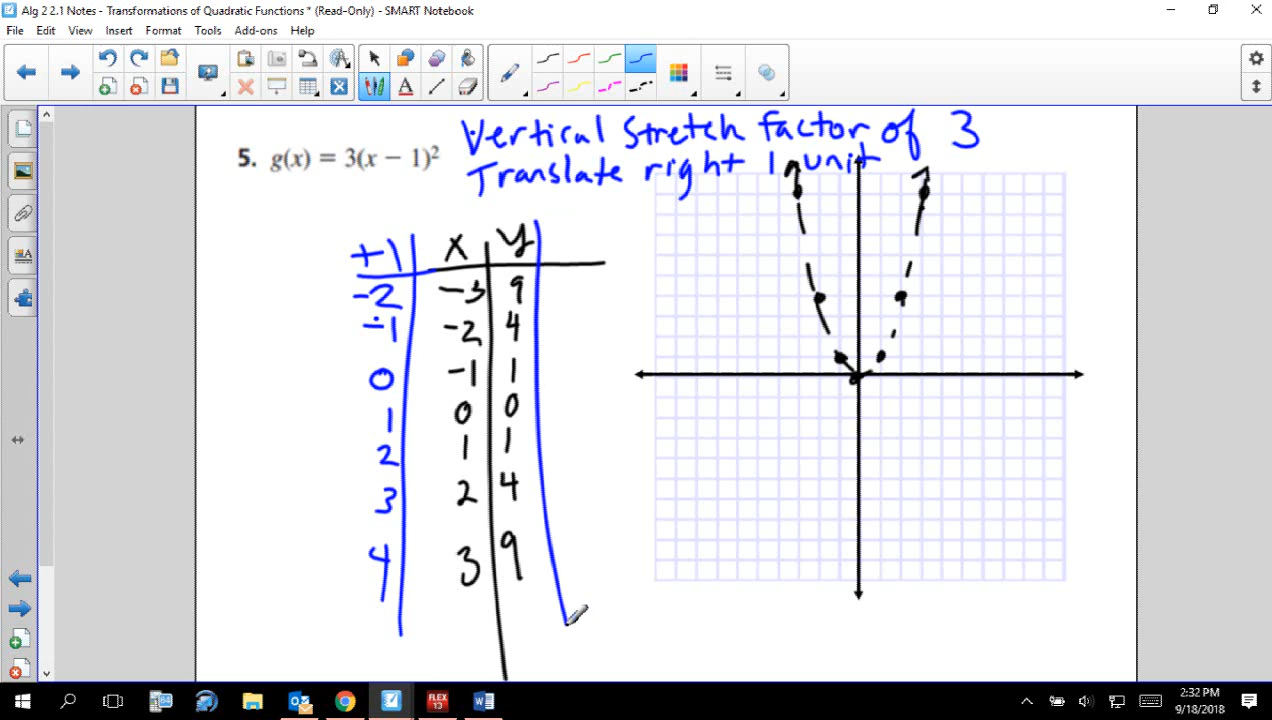 Alg 2 2.1 Notes - Transformations of Quadratic Functions * (Read-Only) - SMART Notebook
File Edit View Insert Format Tools Add-ons Help
Vertical Stretch factor of 3
5. g(x) = 3(x − 1)²
Translate right 1 unit
+1 x y
-2 -3 9
-1 -2 4
0 -1 1
1 0 0
2 1 1
3 2 4
4 3 9
FLEX 13
2:32 PM
9/18/2018